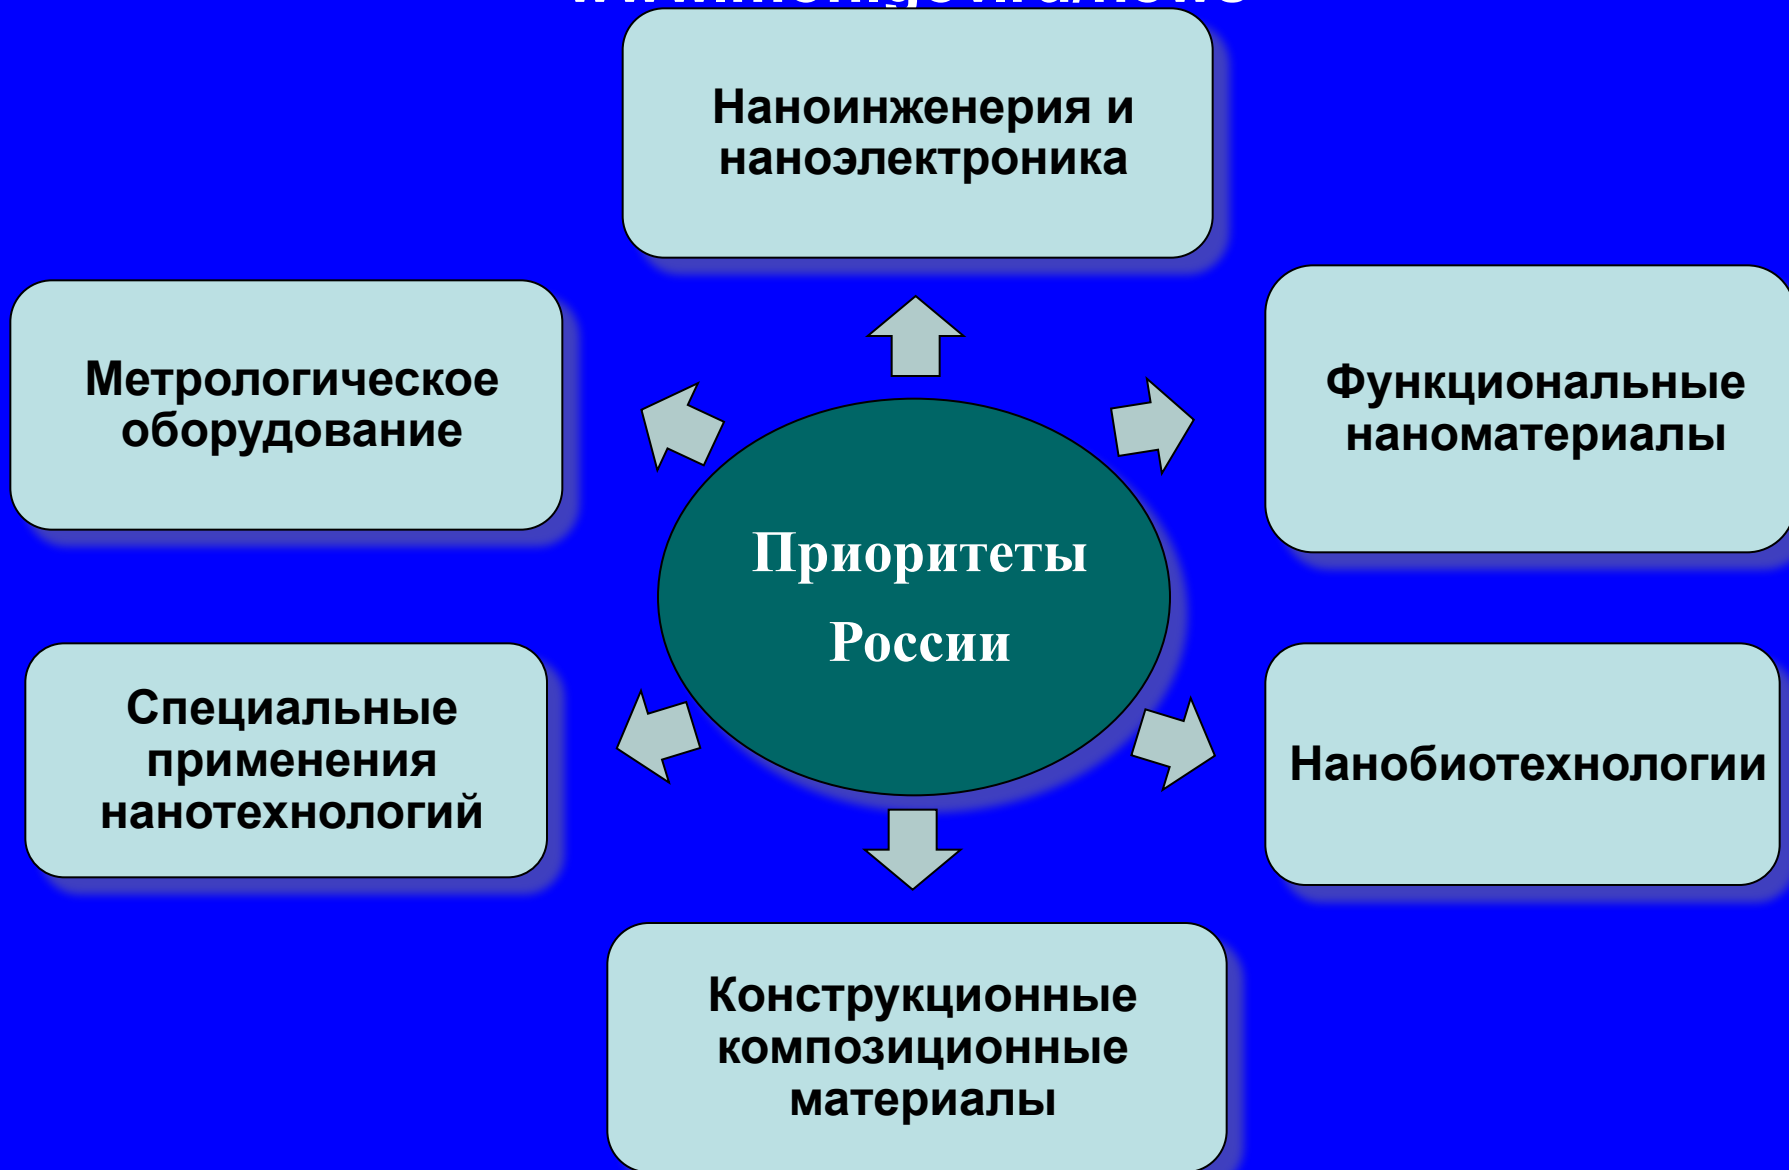 Наноинженерия и
наноэлектроника
Метрологическое
оборудование
Функциональные
наноматериалы
Приоритеты
России
Специальные
применения
нанотехнологий
Нанобиотехнологии
Конструкционные
композиционные
материалы